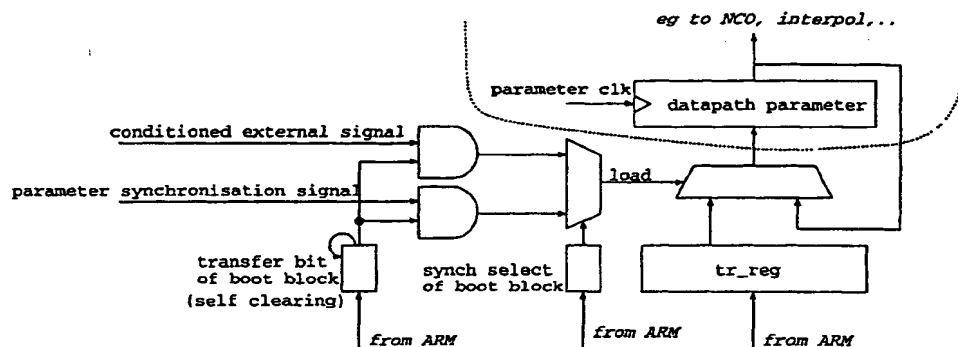 eg to NCO, interpol,..
parameter clk
datapath parameter
conditioned external signal
parameter synchronisation signal
load
transfer bit
of boot block
(self clearing)
synch select
of boot block
tr_reg
from ARM
from ARM
from ARM